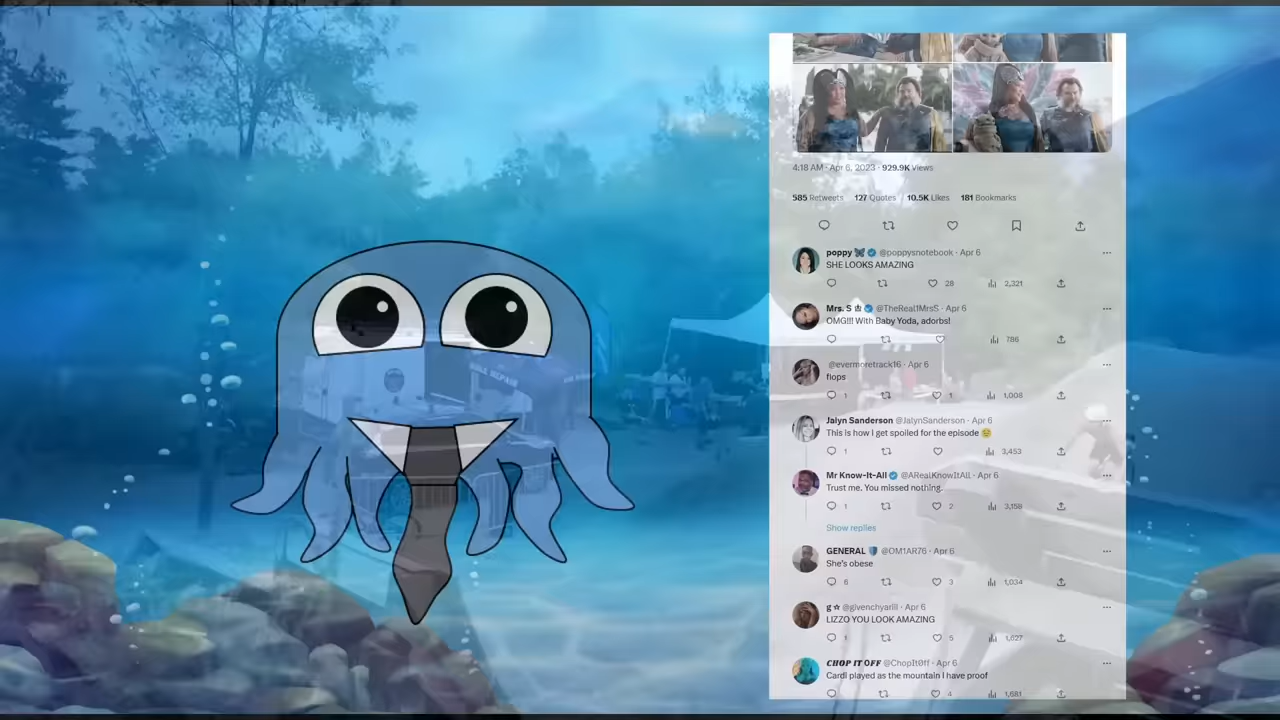 4:18 AM · Apr 6, 2023 · 929.9K Views
585 Retweets 127 Quotes 10.5K Likes 181 Bookmarks
poppy @poppysnotebook · Apr 6
SHE LOOKS AMAZING
28 2,321
Mrs. S @TheReal1MrsS · Apr 6
OMG!!! With Baby Yoda, adorbs!
786
@evermoretrack16 · Apr 6
flops
1 1 1,008
Jalyn Sanderson @JalynSanderson · Apr 6
This is how I get spoiled for the episode 😔
1 3,453
Mr Know-It-All @ARealKnowItAll · Apr 6
Trust me. You missed nothing.
1 2 3,158
Show replies
GENERAL @OM1AR76 · Apr 6
She's obese
6 3 1,034
g ☆ @givenchyariii · Apr 6
LIZZO YOU LOOK AMAZING
1 5 1,627
CHOP IT 0FF @ChopIt0ff · Apr 6
Cardi played as the mountain I have proof
4 1,681